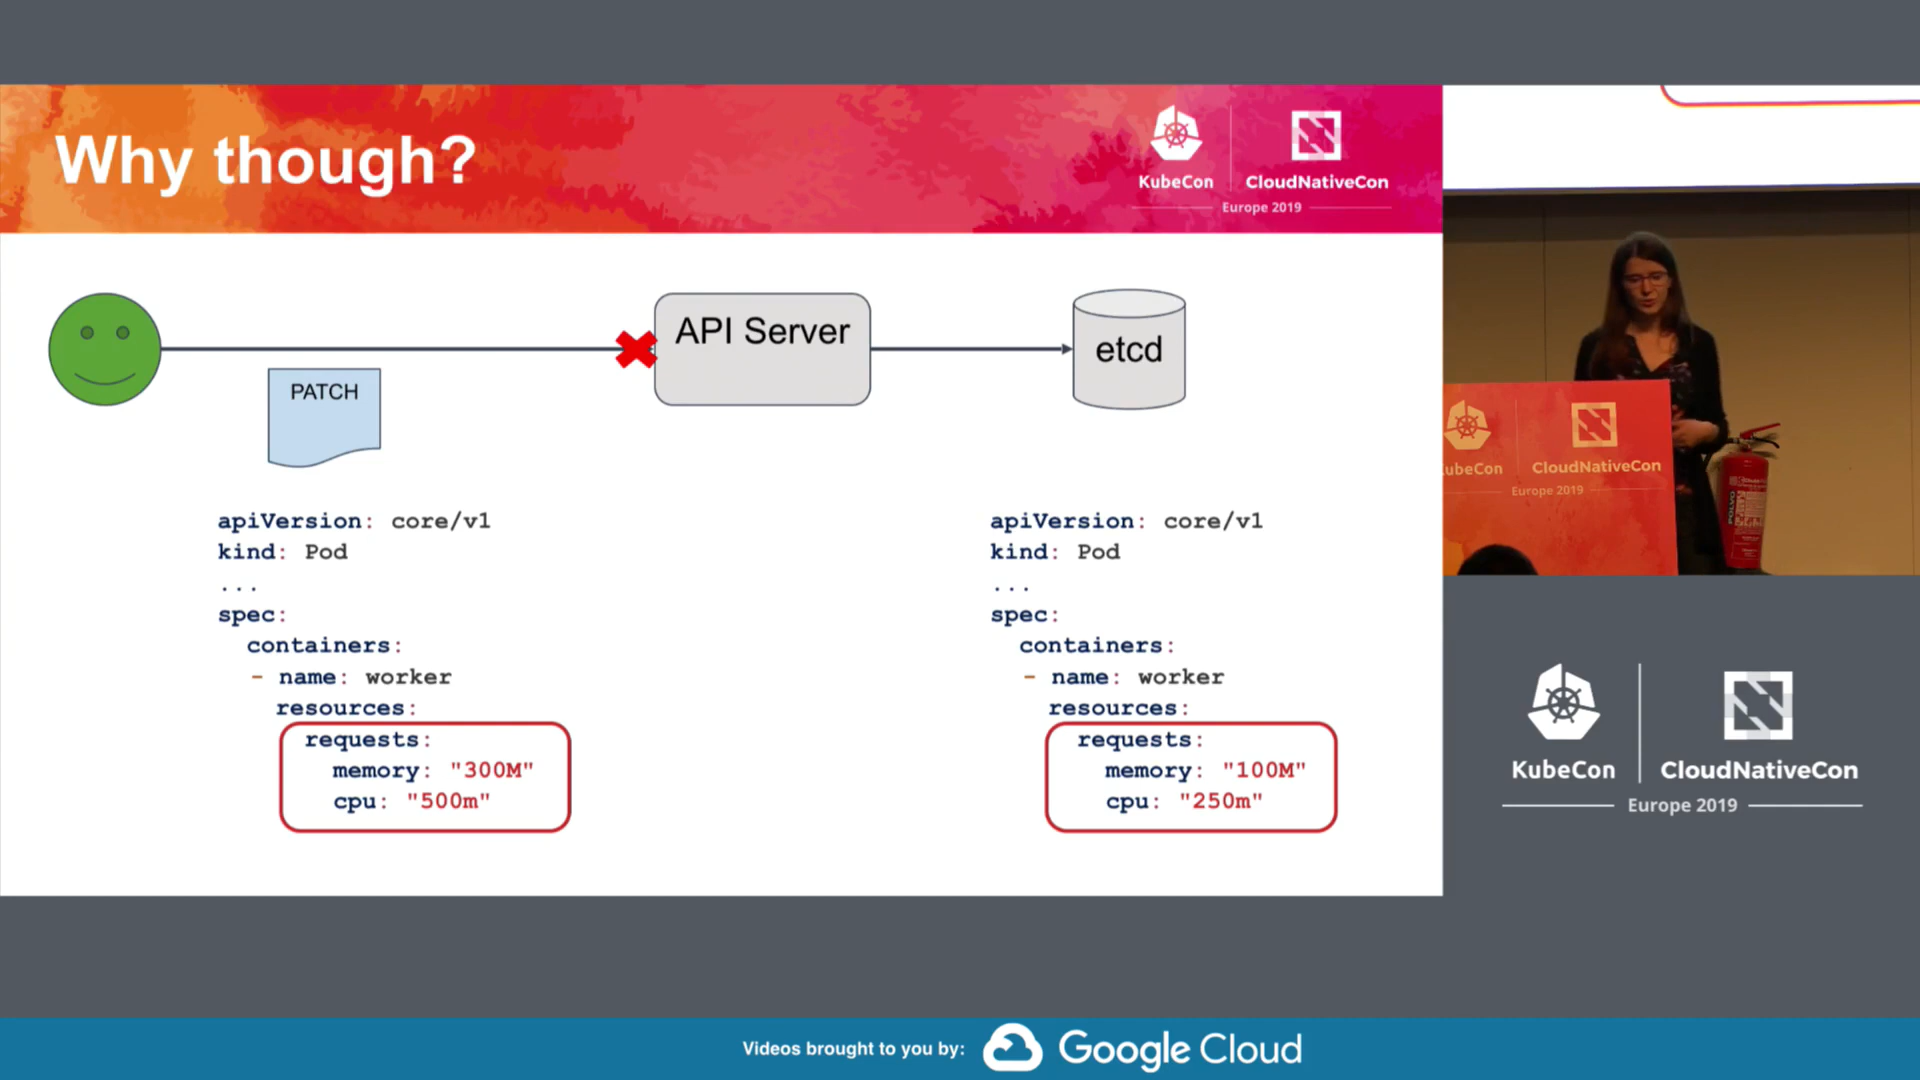 Why though?
KubeCon
CloudNativeCon
Europe 2019
API Server
etcd
PATCH
apiVersion: core/v1
kind: Pod
...
spec:
containers:
- name: worker
resources:
requests:
memory: "300M"
cpu: "500m"
apiVersion: core/v1
kind: Pod
...
spec:
containers:
- name: worker
resources:
requests:
memory: "100M"
cpu: "250m"
ubeCon
CloudNativeCon
Europe 2019
POLVO
KubeCon
CloudNativeCon
Europe 2019
Videos brought to you by:
Google Cloud